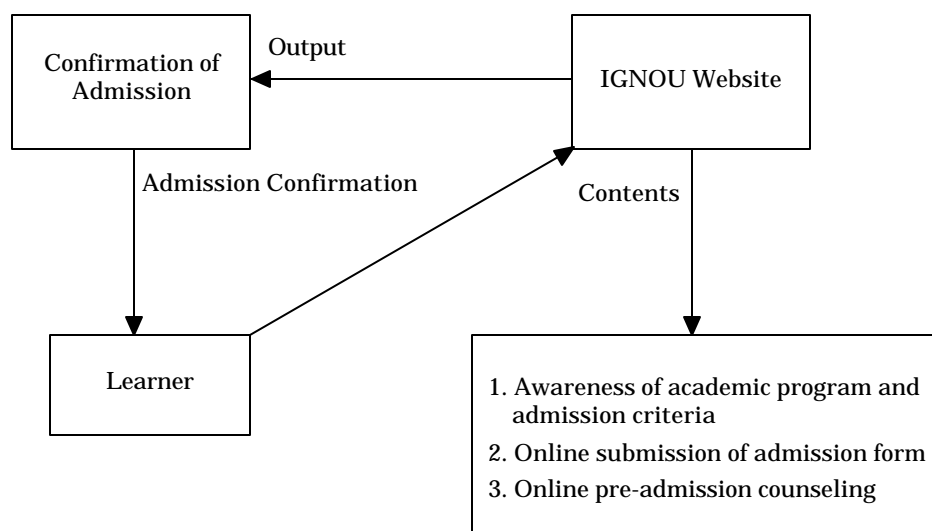 Output
Confirmation of
Admission
IGNOU Website
Admission Confirmation
Contents
Learner
1. Awareness of academic program and
admission criteria
2. Online submission of admission form
3. Online pre-admission counseling